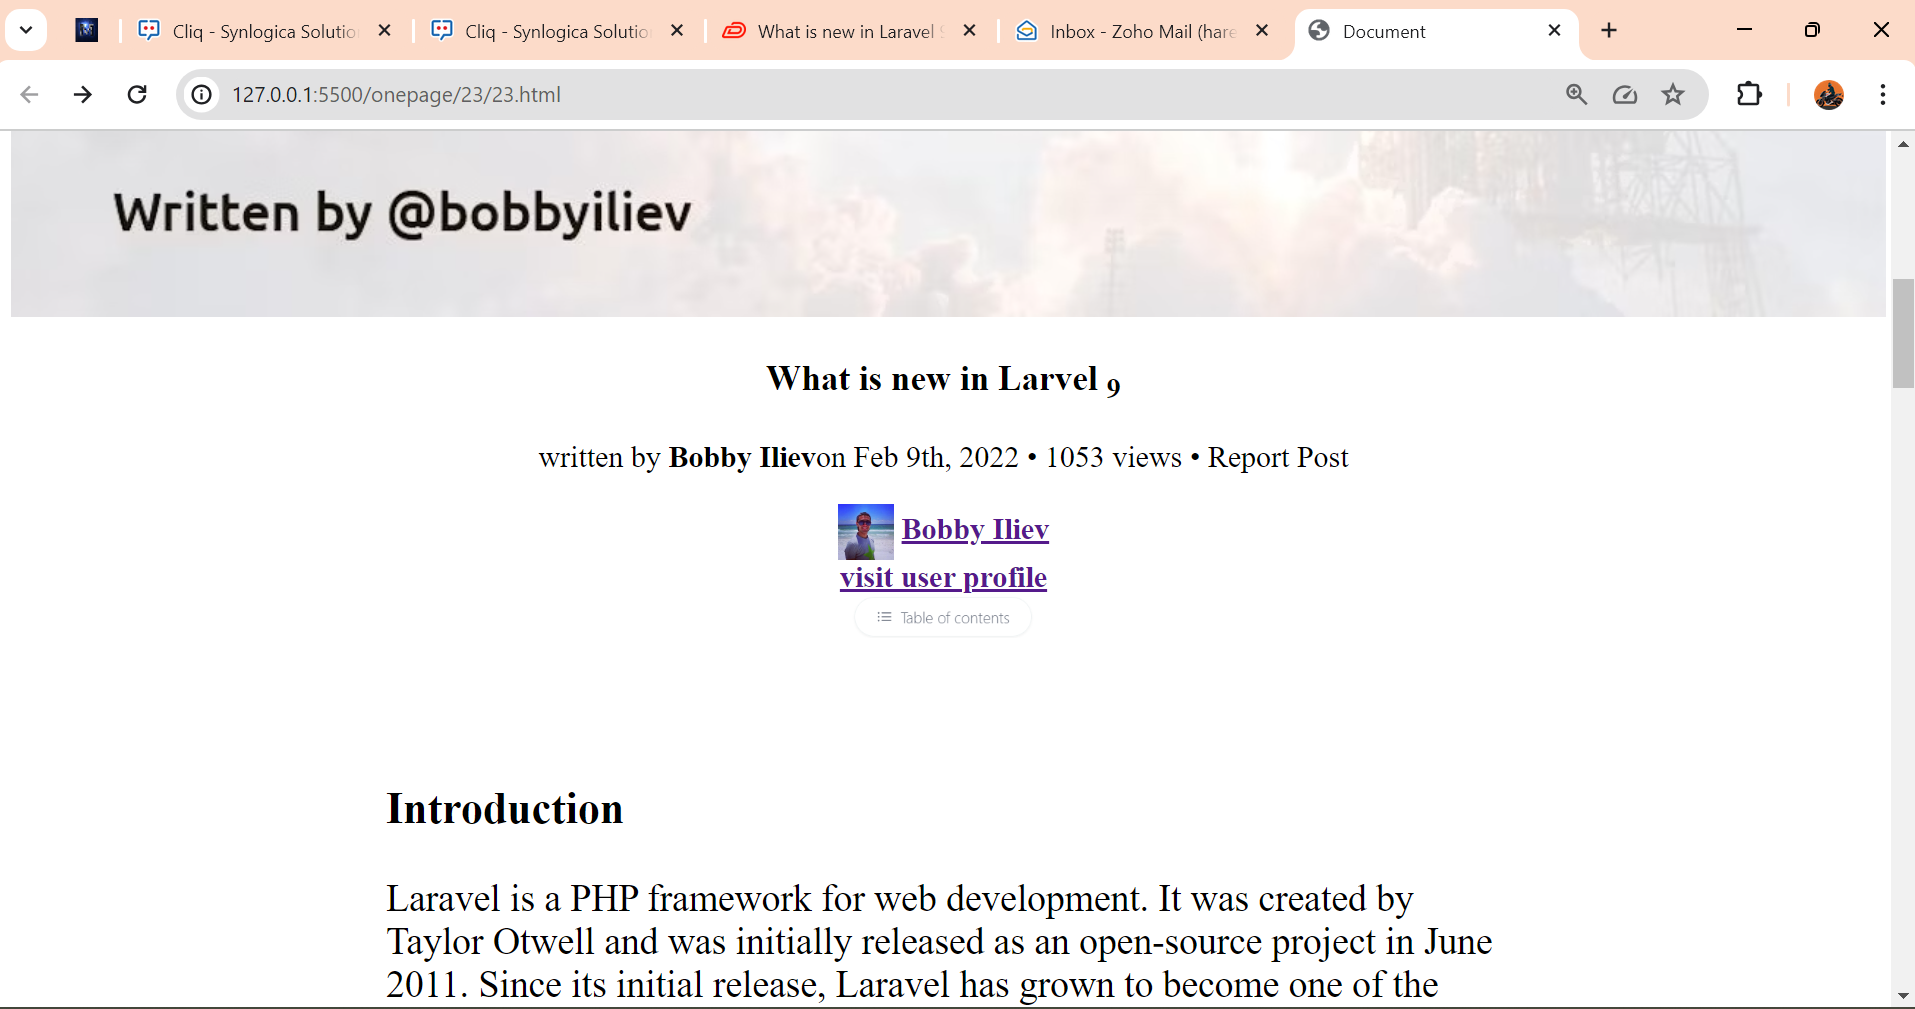 Cliq - Synlogica Solutio
Cliq - Synlogica Solutio
What is new in Laravel 9
Inbox - Zoho Mail (hare
Document
127.0.0.1:5500/onepage/23/23.html
Written by @bobbyiliev
What is new in Larvel 9
written by Bobby Ilievon Feb 9th, 2022 • 1053 views • Report Post
Bobby Iliev
visit user profile
Table of contents
Introduction
Laravel is a PHP framework for web development. It was created by
Taylor Otwell and was initially released as an open-source project in June
2011. Since its initial release, Laravel has grown to become one of the